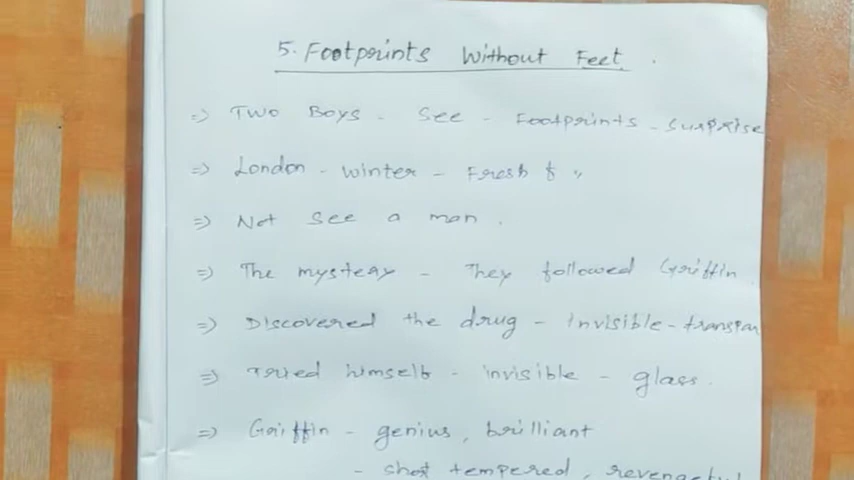 5. Footprints Without Feet.
=> Two Boys - See - Footprints - surprise
=> London - winter - Fresh f "
=> Not see a man.
=> The mystery - They followed Griffin
=> Discovered the drug - Invisible - transpar
=> Tried himself - invisible - glass.
=> Griffin - genius, brilliant
- short tempered, revengeful